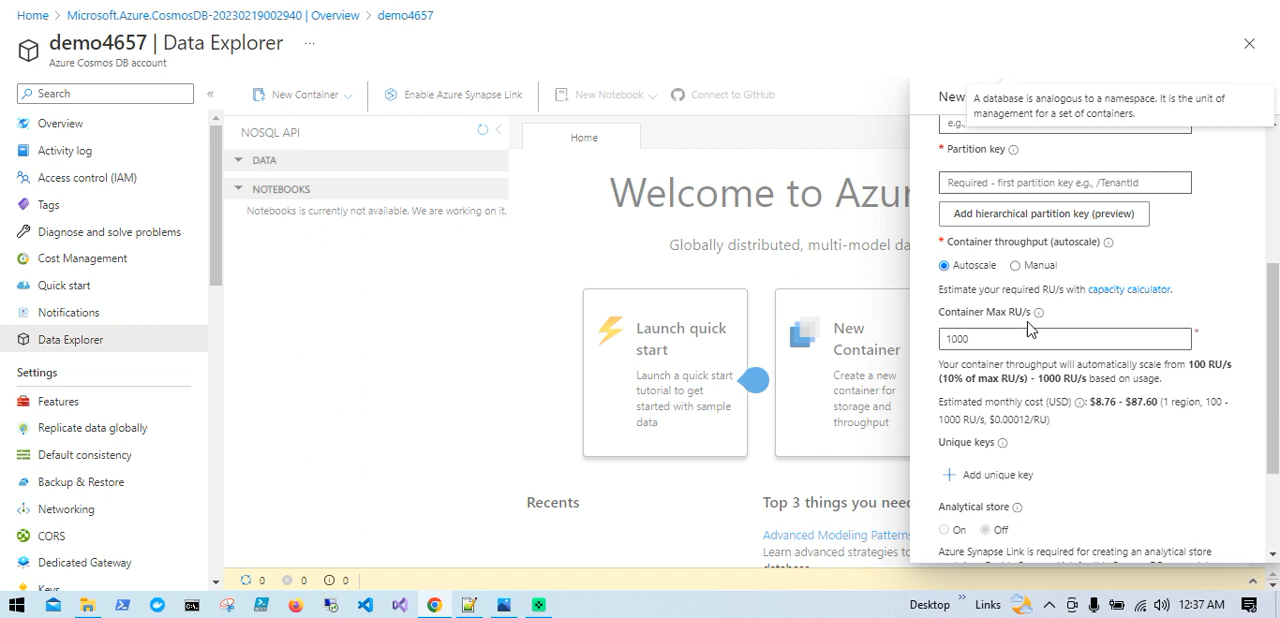 Home > Microsoft.Azure.CosmosDB-20230219002940 | Overview > demo4657
demo4657 | Data Explorer ...
Azure Cosmos DB account
Search
«
Overview
Activity log
Access control (IAM)
Tags
Diagnose and solve problems
Cost Management
Quick start
Notifications
Data Explorer
Settings
Features
Replicate data globally
Default consistency
Backup & Restore
Networking
CORS
Dedicated Gateway
Keys
New Container
Enable Azure Synapse Link
New Notebook
Connect to GitHub
NOSQL API
DATA
NOTEBOOKS
Notebooks is currently not available. We are working on it.
Home
Welcome to Azu
Globally distributed, multi-model da
Launch quick
start
Launch a quick start
tutorial to get
started with sample
data
New
Container
Create a new
container for
storage and
throughput
Recents
Top 3 things you nee
Advanced Modeling Patterns
Learn advanced strategies to
database.
0 0 0
New
A database is analogous to a namespace. It is the unit of
management for a set of containers.
e.g.,
* Partition key
Required - first partition key e.g., /TenantId
Add hierarchical partition key (preview)
* Container throughput (autoscale)
Autoscale Manual
Estimate your required RU/s with capacity calculator.
Container Max RU/s
1000 *
Your container throughput will automatically scale from 100 RU/s
(10% of max RU/s) - 1000 RU/s based on usage.
Estimated monthly cost (USD) : $8.76 - $87.60 (1 region, 100 -
1000 RU/s, $0.00012/RU)
Unique keys
Add unique key
Analytical store
On Off
Azure Synapse Link is required for creating an analytical store
Desktop » Links 12:37 AM